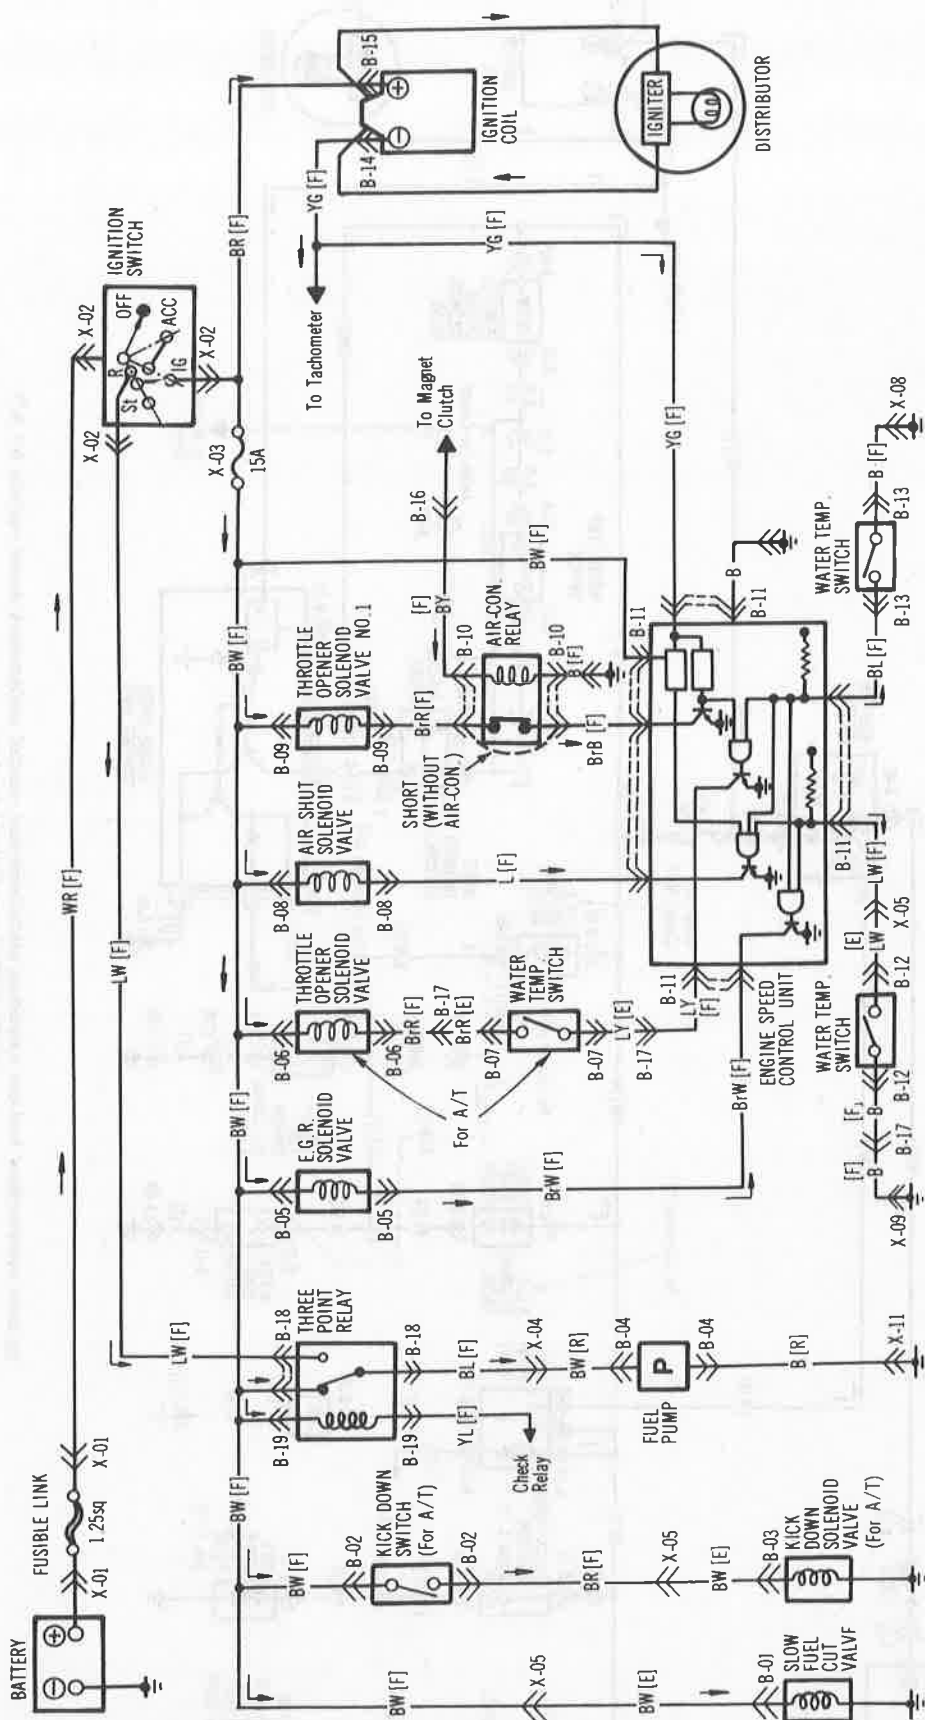 BATTERY
FUSIBLE LINK
X-01
1.25sq
X-01
WR [F]
X-02
IGNITION
SWITCH
OFF
ACC
R
IG
St
X-02
X-02
LW [F]
LW [F]
BR [F]
X-03
15A
BW [F]
BW [F]
BW [F]
BW [F]
B-15
B-14
IGNITION
COIL
YG [F]
YG [F]
YG [F]
To Tachometer
IGNITER
DISTRIBUTOR
To Magnet
Clutch
B-16
[F]
BY
B-10
AIR-CON.
RELAY
B-10
B [F]
THROTTLE
OPENER
SOLENOID
VALVE NO.1
B-09
B-09
BrR [F]
SHORT
(WITHOUT
AIR-CON.)
BrB [F]
B-11
B
B-11
AIR SHUT
SOLENOID
VALVE
B-08
B-08
L [F]
THROTTLE
OPENER
SOLENOID
VALVE
B-06
B-06
BrR [F]
B-17
BrR [E]
B-07
WATER
TEMP.
SWITCH
B-07
LY [E]
B-17
LY
[F]
B-11
For A/T
E.G.R.
SOLENOID
VALVE
B-05
B-05
BrW [F]
BrW [F]
ENGINE SPEED
CONTROL UNIT
B-11
WATER TEMP.
SWITCH
BL [F]
B-13
B-13
B [F]
X-08
LW [F]
X-05
[E]
LW
B-12
WATER TEMP.
SWITCH
B-12
[F]
B
B-17
[F]
B
X-09
THREE
POINT
RELAY
B-18
B-18
B-19
B-19
YL [F]
Check
Relay
BL [F]
X-04
BW [R]
B-04
P
FUEL
PUMP
B-04
B [R]
X-11
BW [F]
B-02
KICK DOWN
SWITCH
(For A/T)
B-02
BR [F]
X-05
BW [E]
B-03
KICK
DOWN
SOLENOID
VALVE
(For A/T)
BW [F]
X-05
BW [E]
B-01
SLOW
FUEL
CUT
VALVE